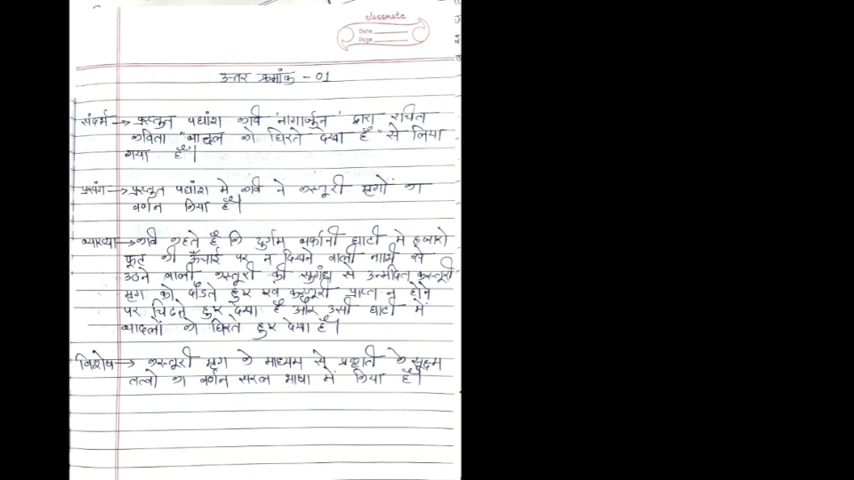 classmate
Date
Page
उत्तर क्रमांक - 01
संदर्भ → प्रस्तुत पद्यांश कवि 'नागार्जुन' द्वारा रचित
कविता "बादल को घिरते देखा है" से लिया
गया है।
प्रसंग → प्रस्तुत पद्यांश मे कवि ने कस्तूरी मृगों का
वर्णन किया है।
व्याख्या → कवि कहते है कि दुर्गम बर्फानी घाटी मे हजारो
फूट की ऊँचाई पर न दिखने वाली नाभि से
उठने वाली कस्तूरी की सुगंध से उन्मादित कस्तूरी
मृग को दौडते हुए एवं कस्तूरी प्राप्त न होने
पर चिढते हुए देखा है और उसी घाटी में
बादलों को घिरते हुए देखा है।
विशेष → कस्तूरी मृग के माध्यम से प्रकृति के सूक्ष्म
तत्वो का वर्णन सरल भाषा में किया है।